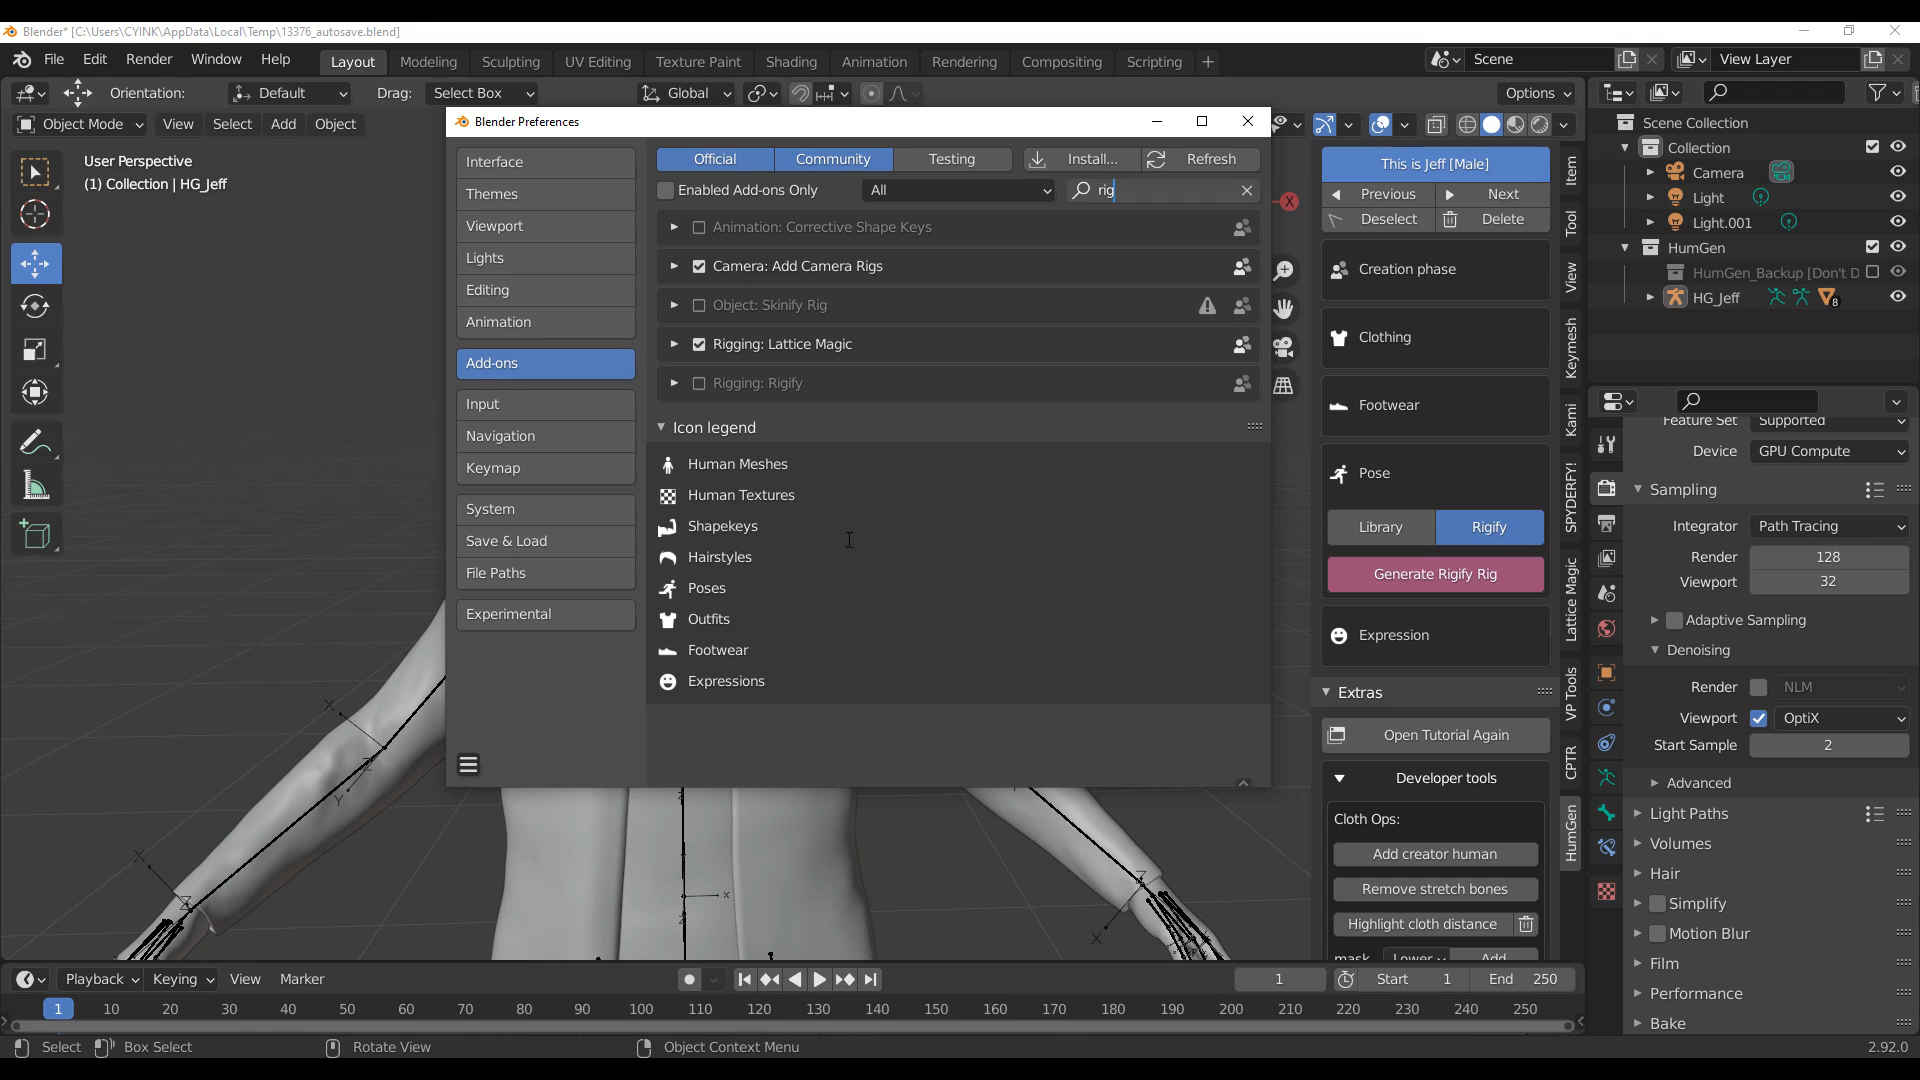 Blender* [C:\Users\CYINK\AppData\Local\Temp\13376_autosave.blend]
File Edit Render Window Help Layout Modeling Sculpting UV Editing Texture Paint Shading Animation Rendering Compositing Scripting + Scene View Layer
Orientation: Default Drag: Select Box Global Options
Object Mode View Select Add Object
User Perspective
(1) Collection | HG_Jeff
Blender Preferences
Interface
Themes
Viewport
Lights
Editing
Animation
Add-ons
Input
Navigation
Keymap
System
Save & Load
File Paths
Experimental
Official Community Testing Install... Refresh
Enabled Add-ons Only All rig
Animation: Corrective Shape Keys
Camera: Add Camera Rigs
Object: Skinify Rig
Rigging: Lattice Magic
Rigging: Rigify
Icon legend
Human Meshes
Human Textures
Shapekeys
Hairstyles
Poses
Outfits
Footwear
Expressions
X
X
Z
Y
X
Z
X
Z
X
This is Jeff [Male]
Previous Next
Deselect Delete
Creation phase
Clothing
Footwear
Pose
Library Rigify
Generate Rigify Rig
Expression
Extras
Open Tutorial Again
Developer tools
Cloth Ops:
Add creator human
Remove stretch bones
Highlight cloth distance
mask Lower Add
Item
Tool
View
Keymesh
Kami
SPYDERFY!
Lattice Magic
VP Tools
CPTR
HumGen
Scene Collection
Collection
Camera
Light
Light.001
HumGen
HumGen_Backup [Don't D
HG_Jeff 8
Feature Set Supported
Device GPU Compute
Sampling
Integrator Path Tracing
Render 128
Viewport 32
Adaptive Sampling
Denoising
Render NLM
Viewport OptiX
Start Sample 2
Advanced
Light Paths
Volumes
Hair
Simplify
Motion Blur
Film
Performance
Bake
Playback Keying View Marker 1 Start 1 End 250
1 10 20 30 40 50 60 70 80 90 100 110 120 130 140 150 160 170 180 190 200 210 220 230 240 250
Select Box Select Rotate View Object Context Menu 2.92.0